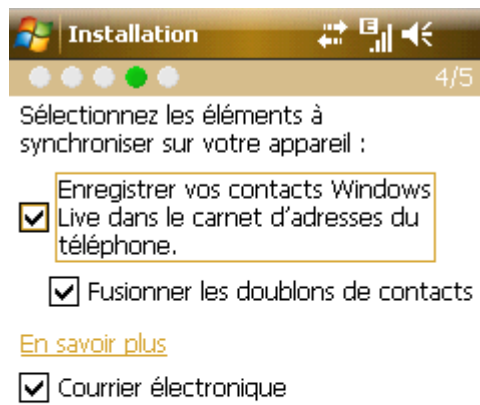 Installation
E
4/5
Sélectionnez les éléments à
synchroniser sur votre appareil :
Enregistrer vos contacts Windows
Live dans le carnet d'adresses du
téléphone.
Fusionner les doublons de contacts
En savoir plus
Courrier électronique